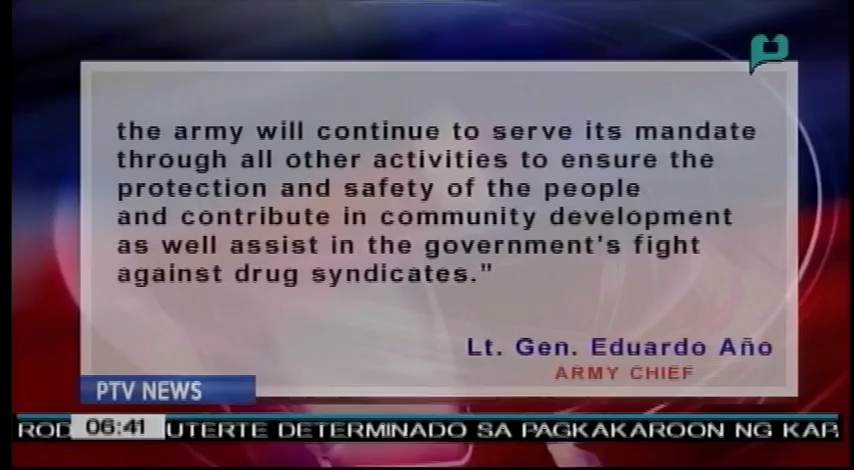 the army will continue to serve its mandate
through all other activities to ensure the
protection and safety of the people
and contribute in community development
as well assist in the government's fight
against drug syndicates."
Lt. Gen. Eduardo Año
ARMY CHIEF
PTV NEWS
06:41
DETERMINADO SA PAGKAKAROON NG